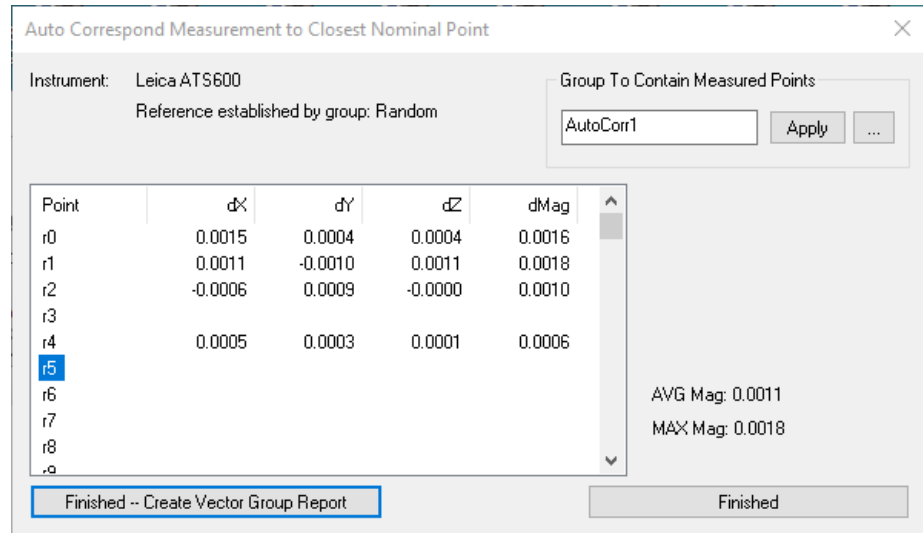 Auto Correspond Measurement to Closest Nominal Point
Instrument: Leica ATS600
Reference established by group: Random
Group To Contain Measured Points
AutoCorr1 Apply ...
Point dX dY dZ dMag
r0 0.0015 0.0004 0.0004 0.0016
r1 0.0011 -0.0010 0.0011 0.0018
r2 -0.0006 0.0009 -0.0000 0.0010
r3
r4 0.0005 0.0003 0.0001 0.0006
r5
r6
r7
r8
r9
AVG Mag: 0.0011
MAX Mag: 0.0018
Finished -- Create Vector Group Report
Finished